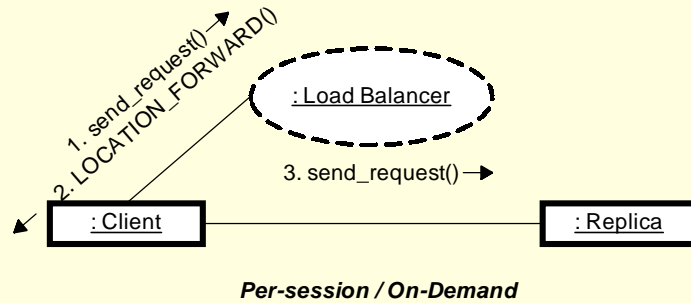 1. send_request()
2. LOCATION_FORWARD()
: Load Balancer
3. send_request()
: Client
: Replica
Per-session / On-Demand